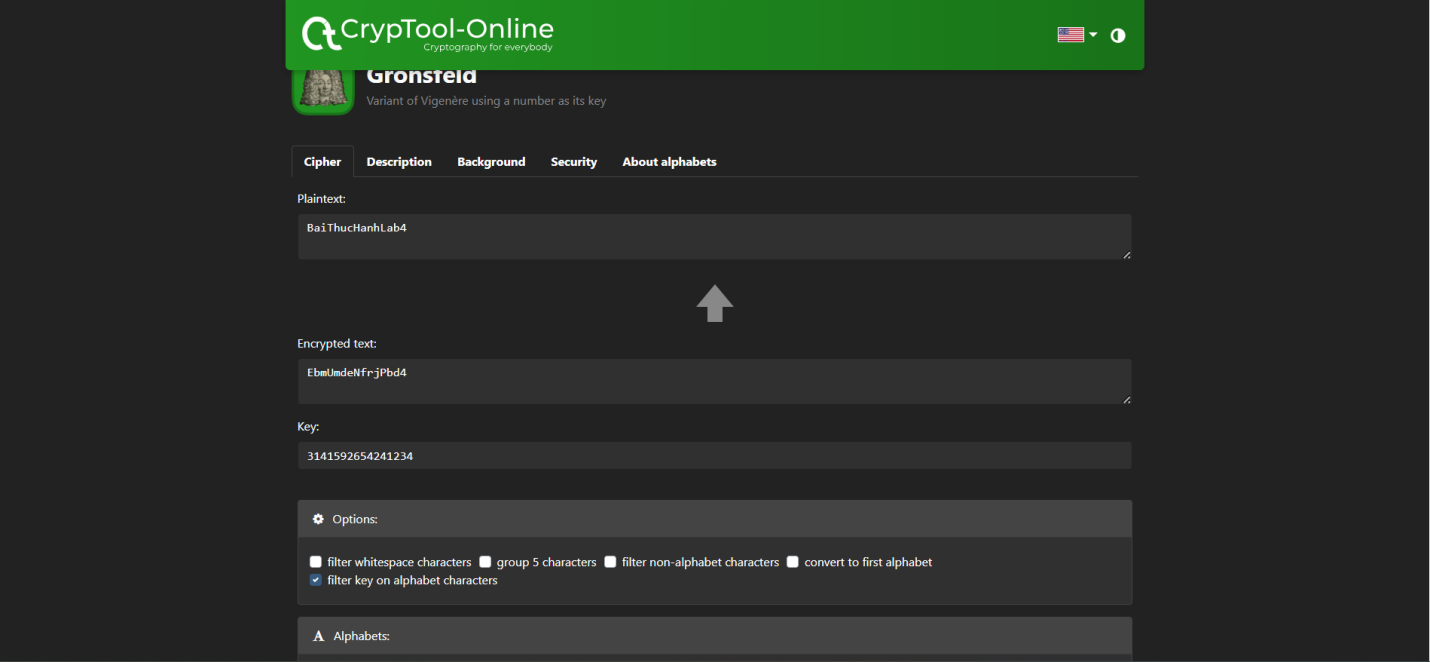 CrypTool-Online
Cryptography for everybody
Gronsfeld
Variant of Vigenère using a number as its key
Cipher Description Background Security About alphabets
Plaintext:
BaiThucHanhLab4
Encrypted text:
EbmUmdeNfrjPbd4
Key:
3141592654241234
Options:
filter whitespace characters group 5 characters filter non-alphabet characters convert to first alphabet
filter key on alphabet characters
Alphabets: